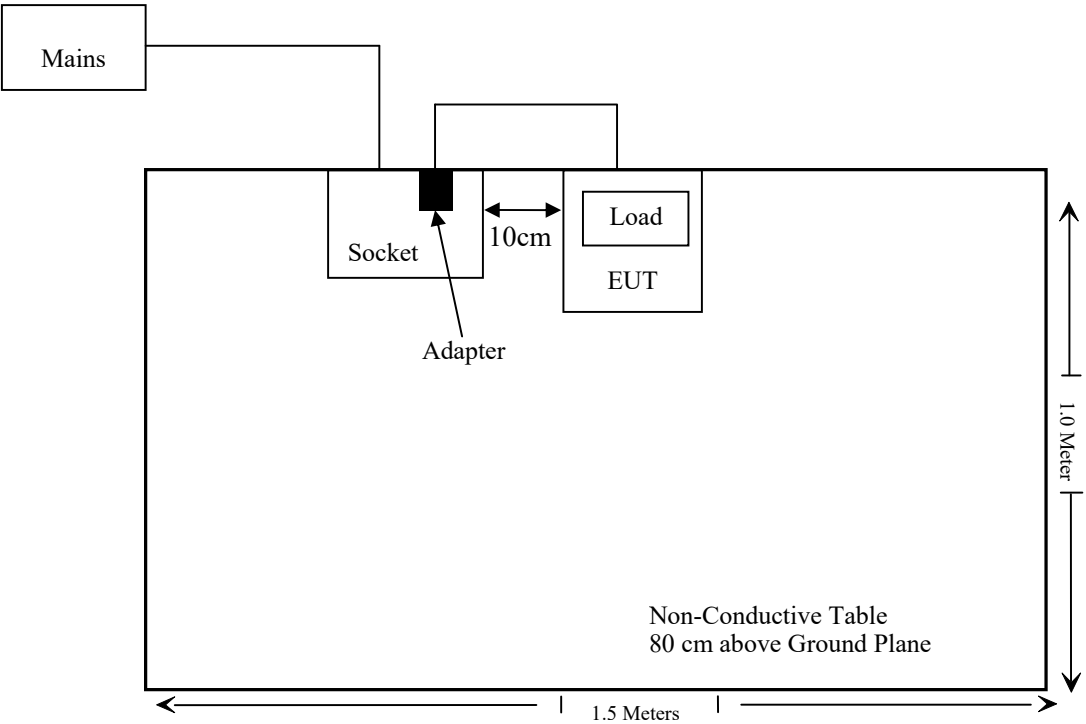 Mains
Load
10cm
Socket
EUT
Adapter
1.0 Meter
Non-Conductive Table
80 cm above Ground Plane
1.5 Meters